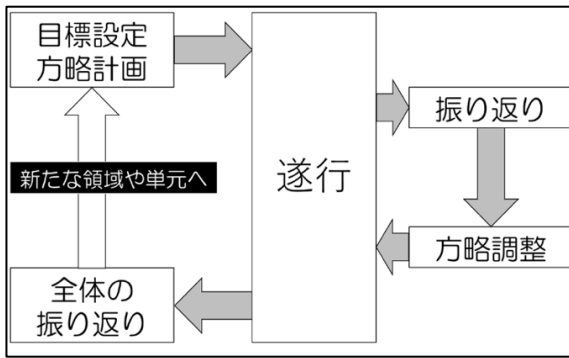 目標設定
方略計画
遂行
振り返り
方略調整
新たな領域や単元へ
全体の
振り返り